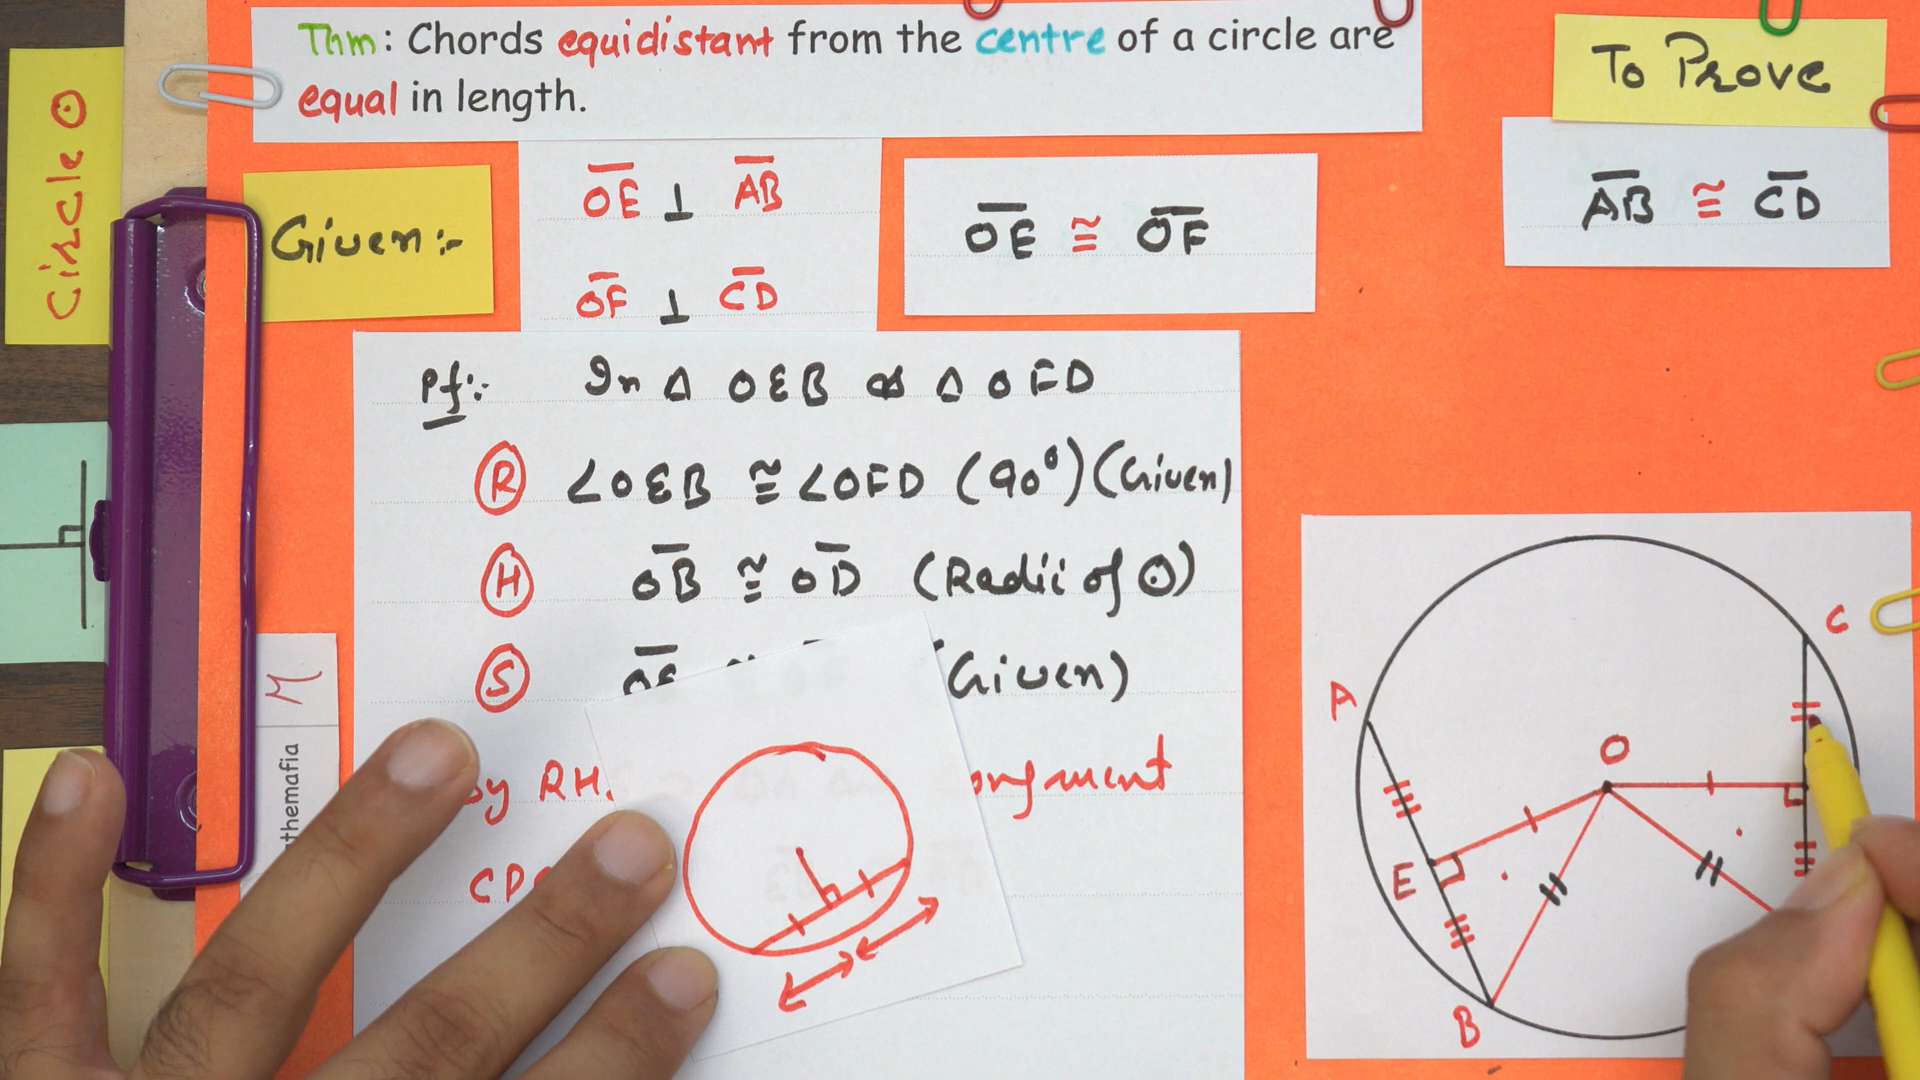 Thm: Chords equidistant from the centre of a circle are
equal in length.
To Prove
Circle ⊙
Given:-
OE ⊥ AB
OF ⊥ CD
OE ≅ OF
AB ≅ CD
Pf:- In Δ OEB & Δ OFD
R ∠OEB ≅ ∠OFD (90°) (Given)
H OB ≅ OD (Radii of ⊙)
S (Given)
By RH
M
themafia
C
A
O
E
B